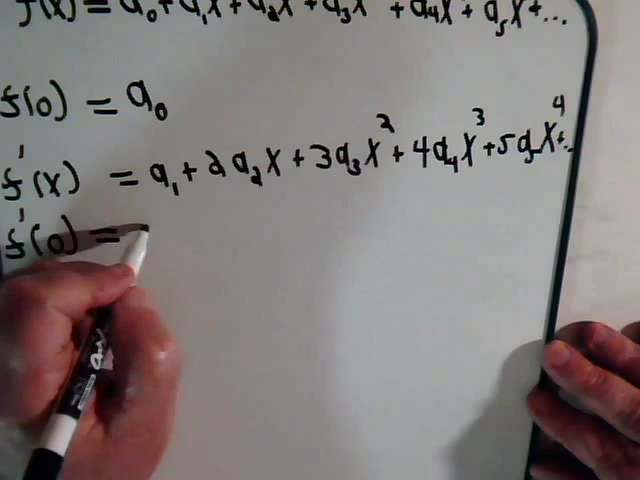 f(x) = a₀ + a₁x + a₂x + a₃x + a₄x + a₅x + ...
f(0) = a₀
f'(x) = a₁ + 2a₂x + 3a₃x² + 4a₄x³ + 5a₅x⁴ + ...
f'(0) =